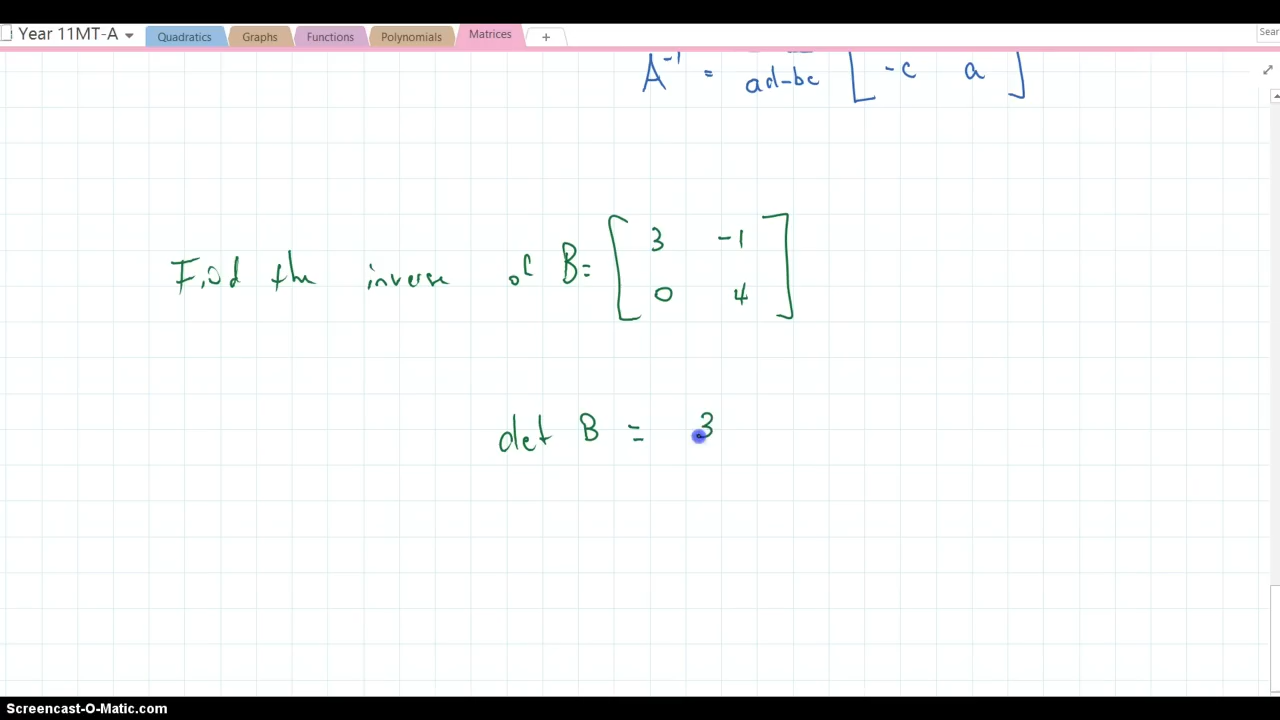 Year 11MT-A Quadratics Graphs Functions Polynomials Matrices + Sear
A⁻¹ = ad-bc [ -c a ]
Find the inverse of B = [ 3 -1
0 4 ]
det B = 3
Screencast-O-Matic.com